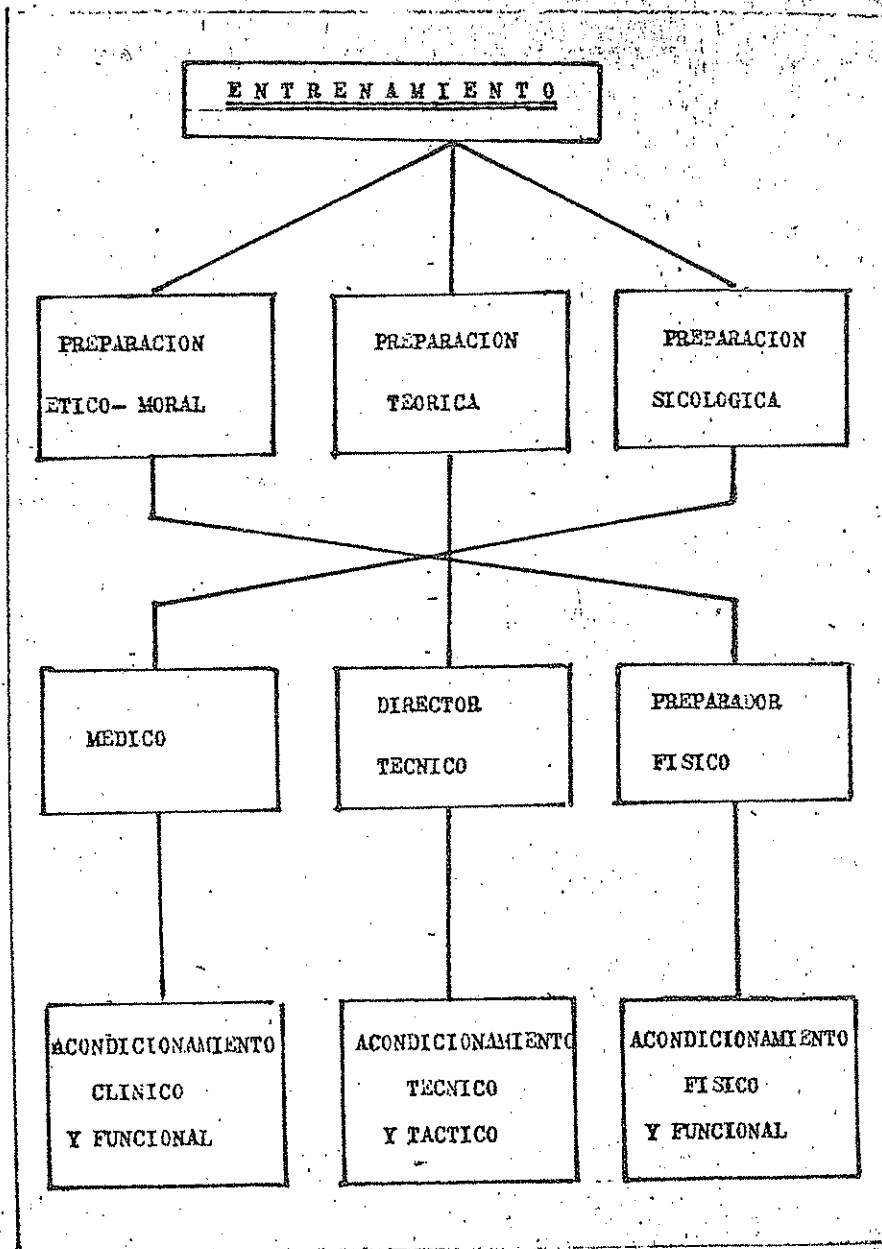 ENTRENAMIENTO
PREPARACION
ETICO- MORAL
PREPARACION
TEORICA
PREPARACION
SICOLOGICA
MEDICO
DIRECTOR
TECNICO
PREPARADOR
FISICO
ACONDICIONAMIENTO
CLINICO
Y FUNCIONAL
ACONDICIONAMIENTO
TECNICO
Y TACTICO
ACONDICIONAMIENTO
FISICO
Y FUNCIONAL